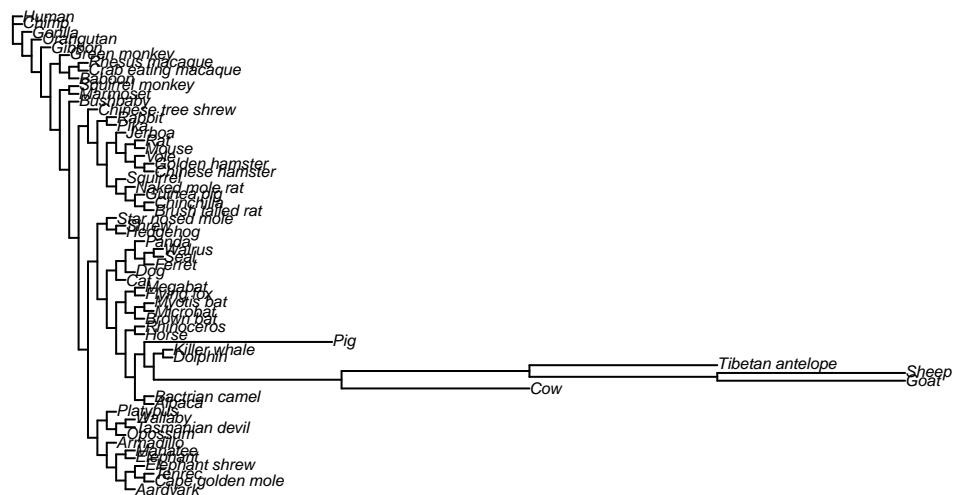 Human
Chimp
Gorilla
Orangutan
Gibbon
Green monkey
Rhesus macaque
Crab eating macaque
Baboon
Squirrel monkey
Marmoset
Bushbaby
Chinese tree shrew
Rabbit
Pika
Jerboa
Rat
Mouse
Vole
Golden hamster
Chinese hamster
Squirrel
Naked mole rat
Guinea pig
Chinchilla
Brush tailed rat
Star nosed mole
Shrew
Hedgehog
Panda
Walrus
Seal
Ferret
Dog
Cat
Megabat
Flying fox
Myotis bat
Microbat
Brown bat
Rhinoceros
Horse
Pig
Killer whale
Dolphin
Tibetan antelope
Sheep
Goat
Cow
Bactrian camel
Alpaca
Platypus
Wallaby
Tasmanian devil
Opossum
Armadillo
Manatee
Elephant
Elephant shrew
Tenrec
Cape golden mole
Aardvark